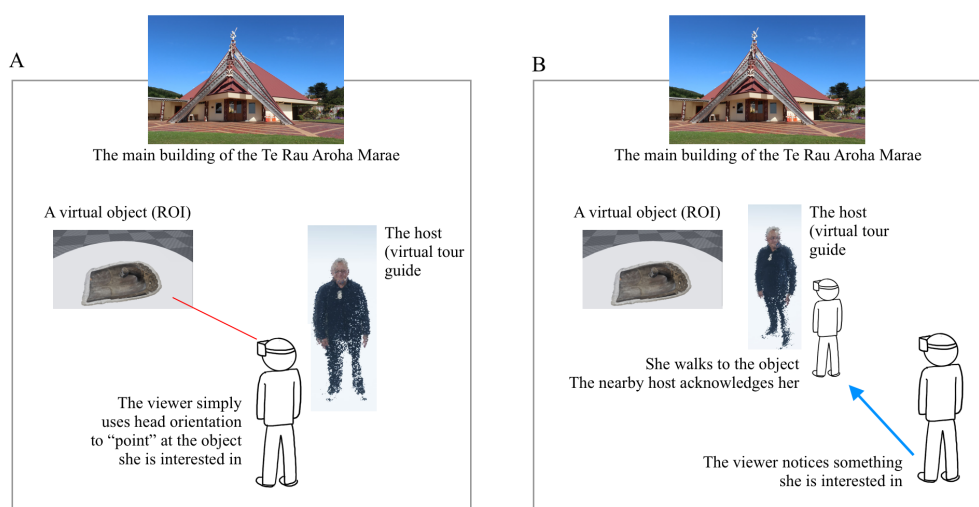 A
The main building of the Te Rau Aroha Marae
A virtual object (ROI)
The host
(virtual tour
guide
The viewer simply
uses head orientation
to “point” at the object
she is interested in
B
The main building of the Te Rau Aroha Marae
A virtual object (ROI)
The host
(virtual tour
guide
She walks to the object
The nearby host acknowledges her
The viewer notices something
she is interested in